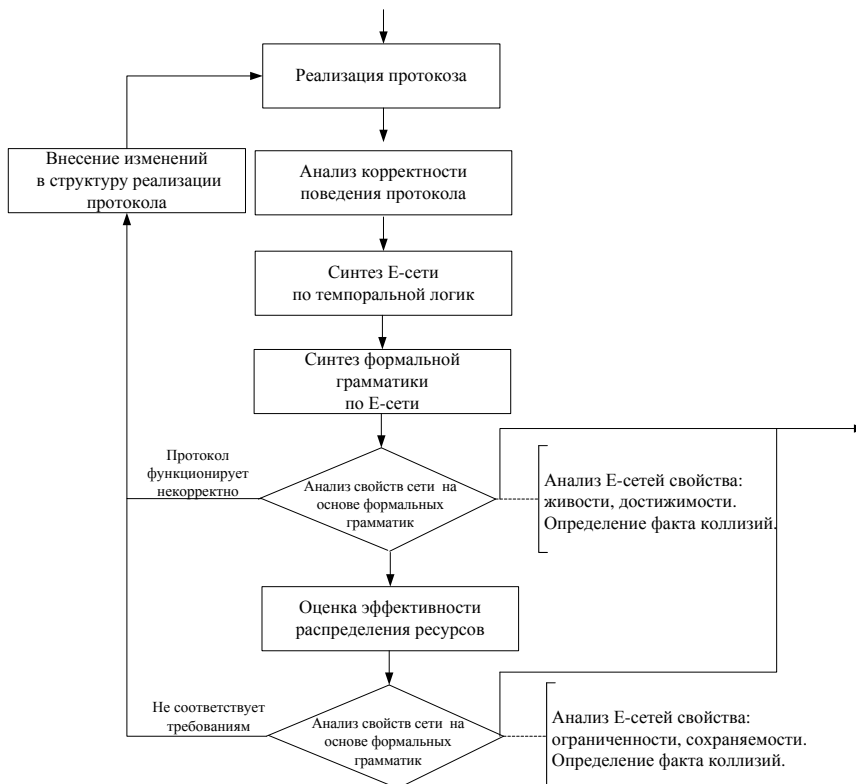 Реализация протокоза
Внесение изменений
в структуру реализации
протокола
Анализ корректности
поведения протокола
Синтез Е-сети
по темпоральной логик
Синтез формальной
грамматики
по Е-сети
Протокол
функционирует
некорректно
Анализ свойств сети на
основе формальных
грамматик
Анализ Е-сетей свойства:
живости, достижимости.
Определение факта коллизий.
Оценка эффективности
распределения ресурсов
Не соответствует
требованиям
Анализ свойств сети на
основе формальных
грамматик
Анализ Е-сетей свойства:
ограниченности, сохраняемости.
Определение факта коллизий.